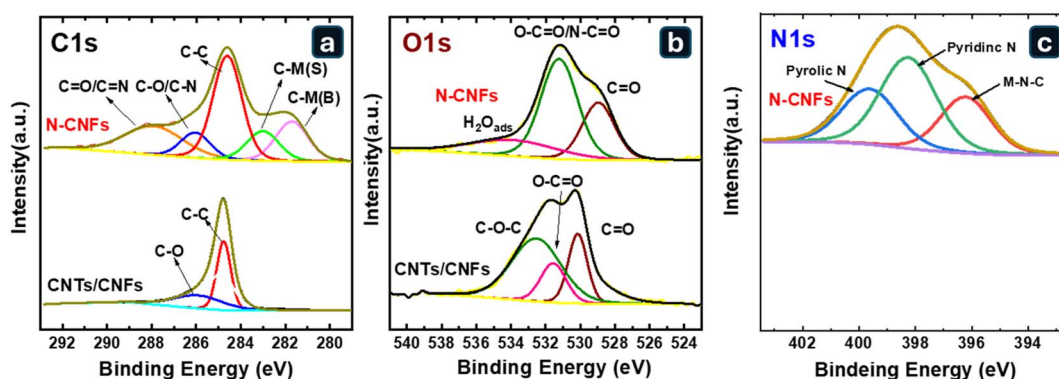 C1s
a
C-C
C=O/C=N
C-O/C-N
C-M(S)
C-M(B)
N-CNFs
C-C
C-O
CNTs/CNFs
Intensity(a.u.)
292 290 288 286 284 282 280
Binding Energy (eV)
O1s
b
O-C=O/N-C=O
C=O
N-CNFs
H2Oads
O-C=O
C-O-C
C=O
CNTs/CNFs
Intensity(a.u.)
540 538 536 534 532 530 528 526 524
Binding Energy (eV)
N1s
c
Pyridinc N
Pyrolic N
M-N-C
N-CNFs
Intensity(a.u.)
402 400 398 396 394
Bindeing Energy (eV)